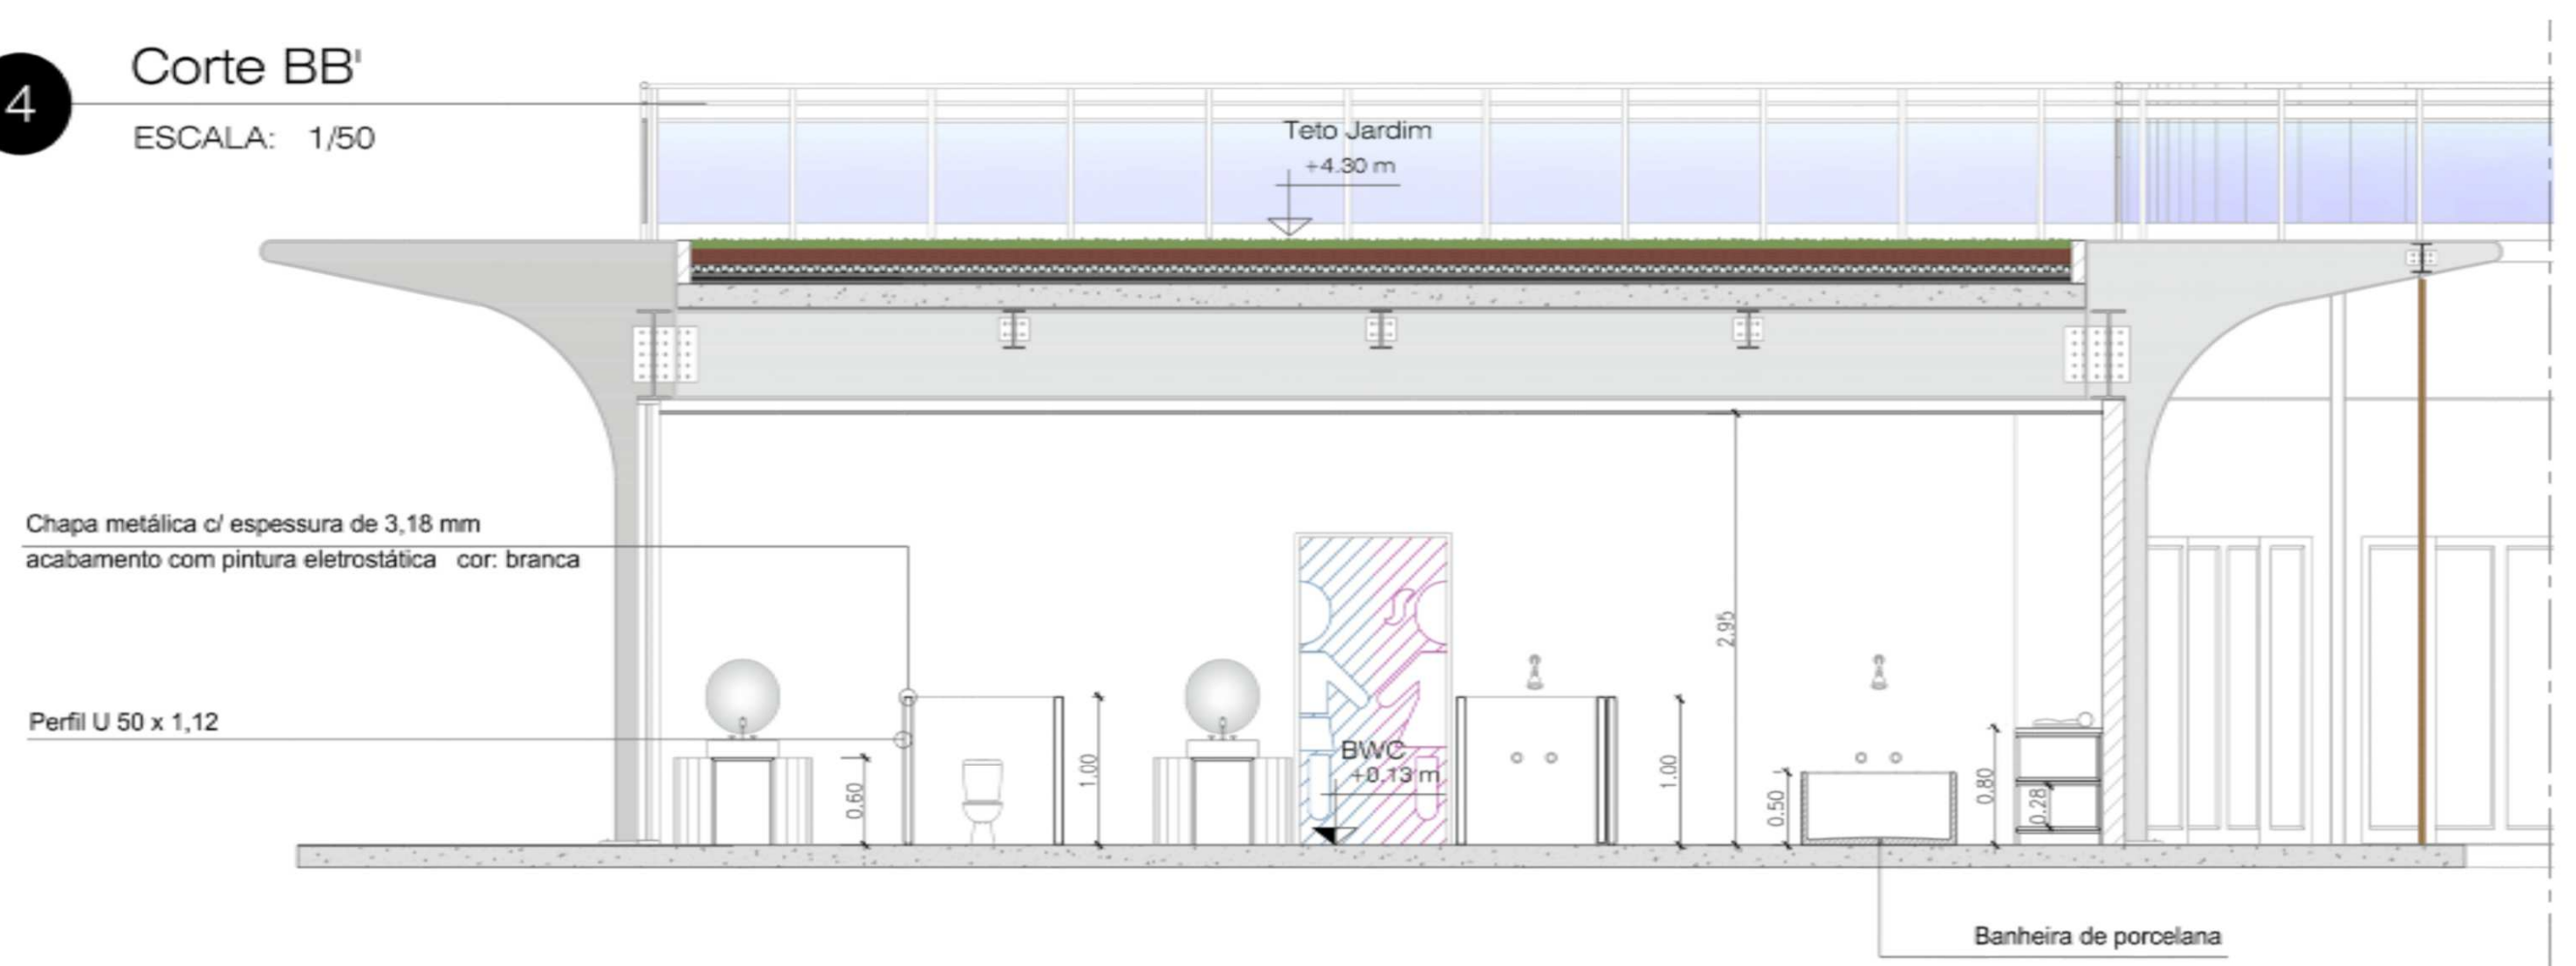 4
Corte BB'
ESCALA: 1/50
Teto Jardim
+4.30 m
Chapa metálica c/ espessura de 3,18 mm
acabamento com pintura eletrostática cor: branca
Perfil U 50 x 1,12
0.60
1.00
BWC
+0.13 m
1.00
2.95
0.50
0.80
0.28
Banheira de porcelana